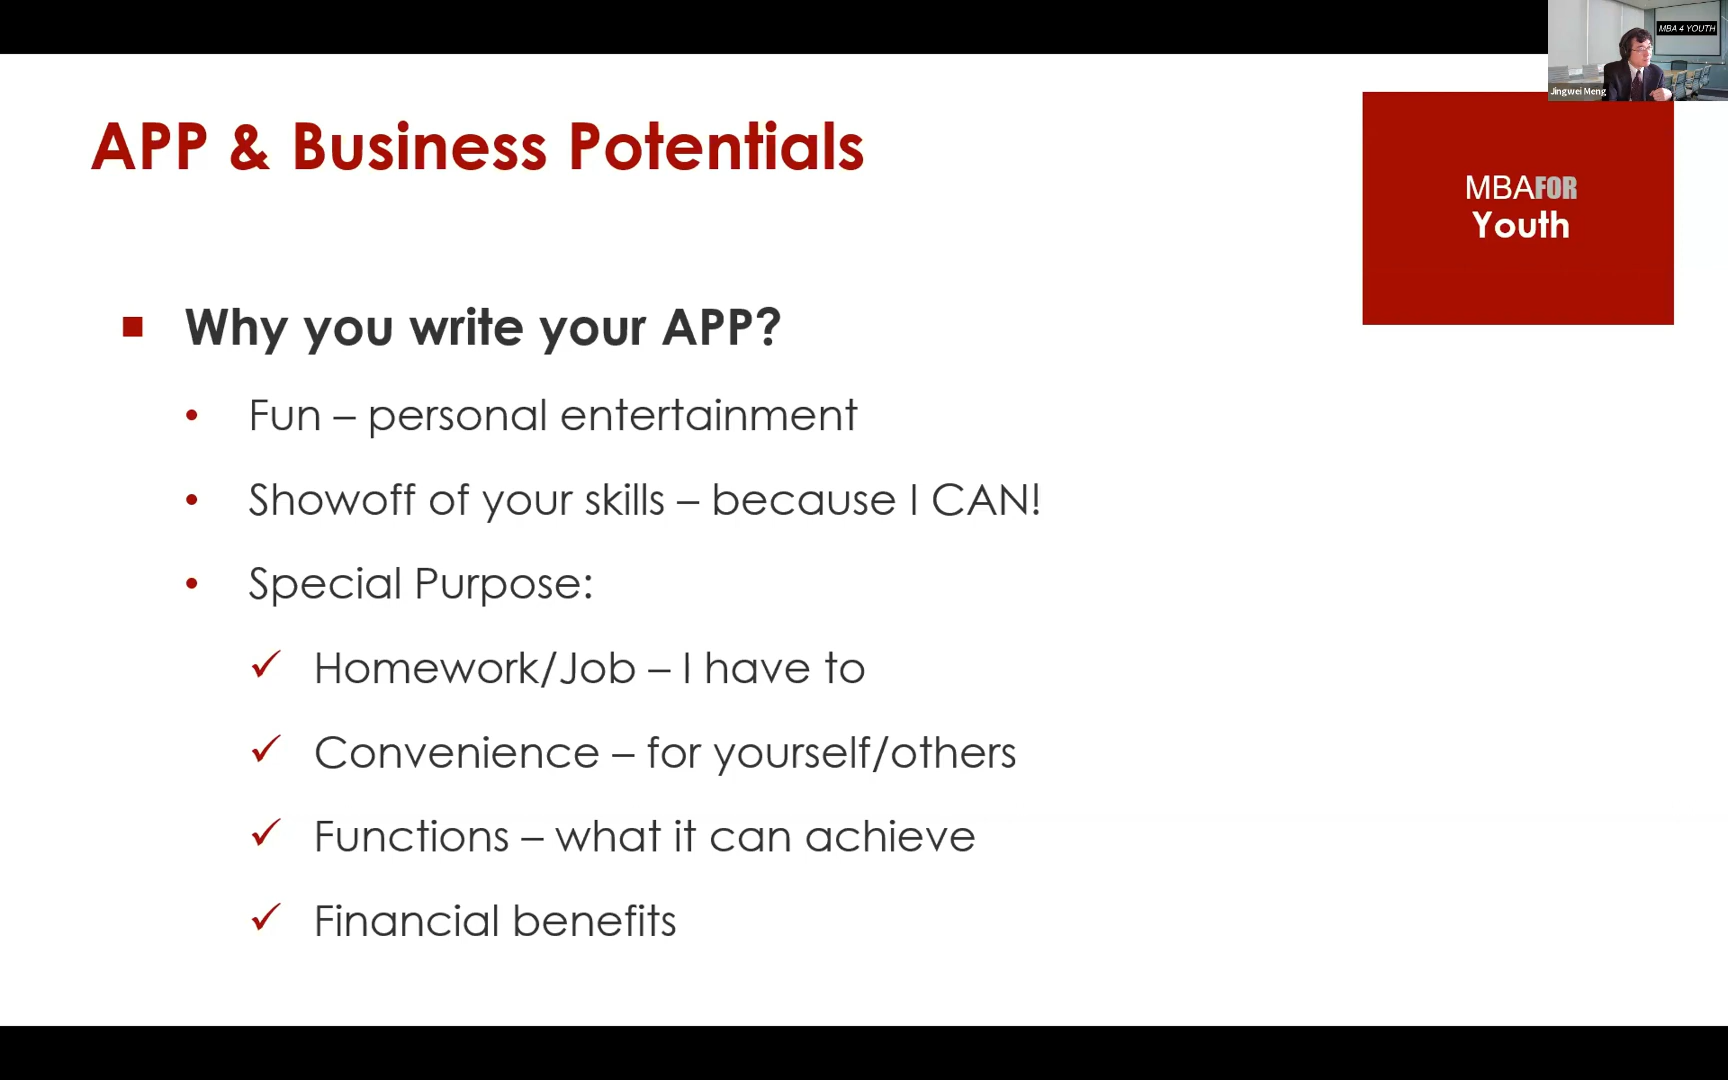 MBA 4 YOUTH
Jingwei Meng
APP & Business Potentials
MBAFOR
Youth
Why you write your APP?
Fun – personal entertainment
Showoff of your skills – because I CAN!
Special Purpose:
Homework/Job – I have to
Convenience – for yourself/others
Functions – what it can achieve
Financial benefits